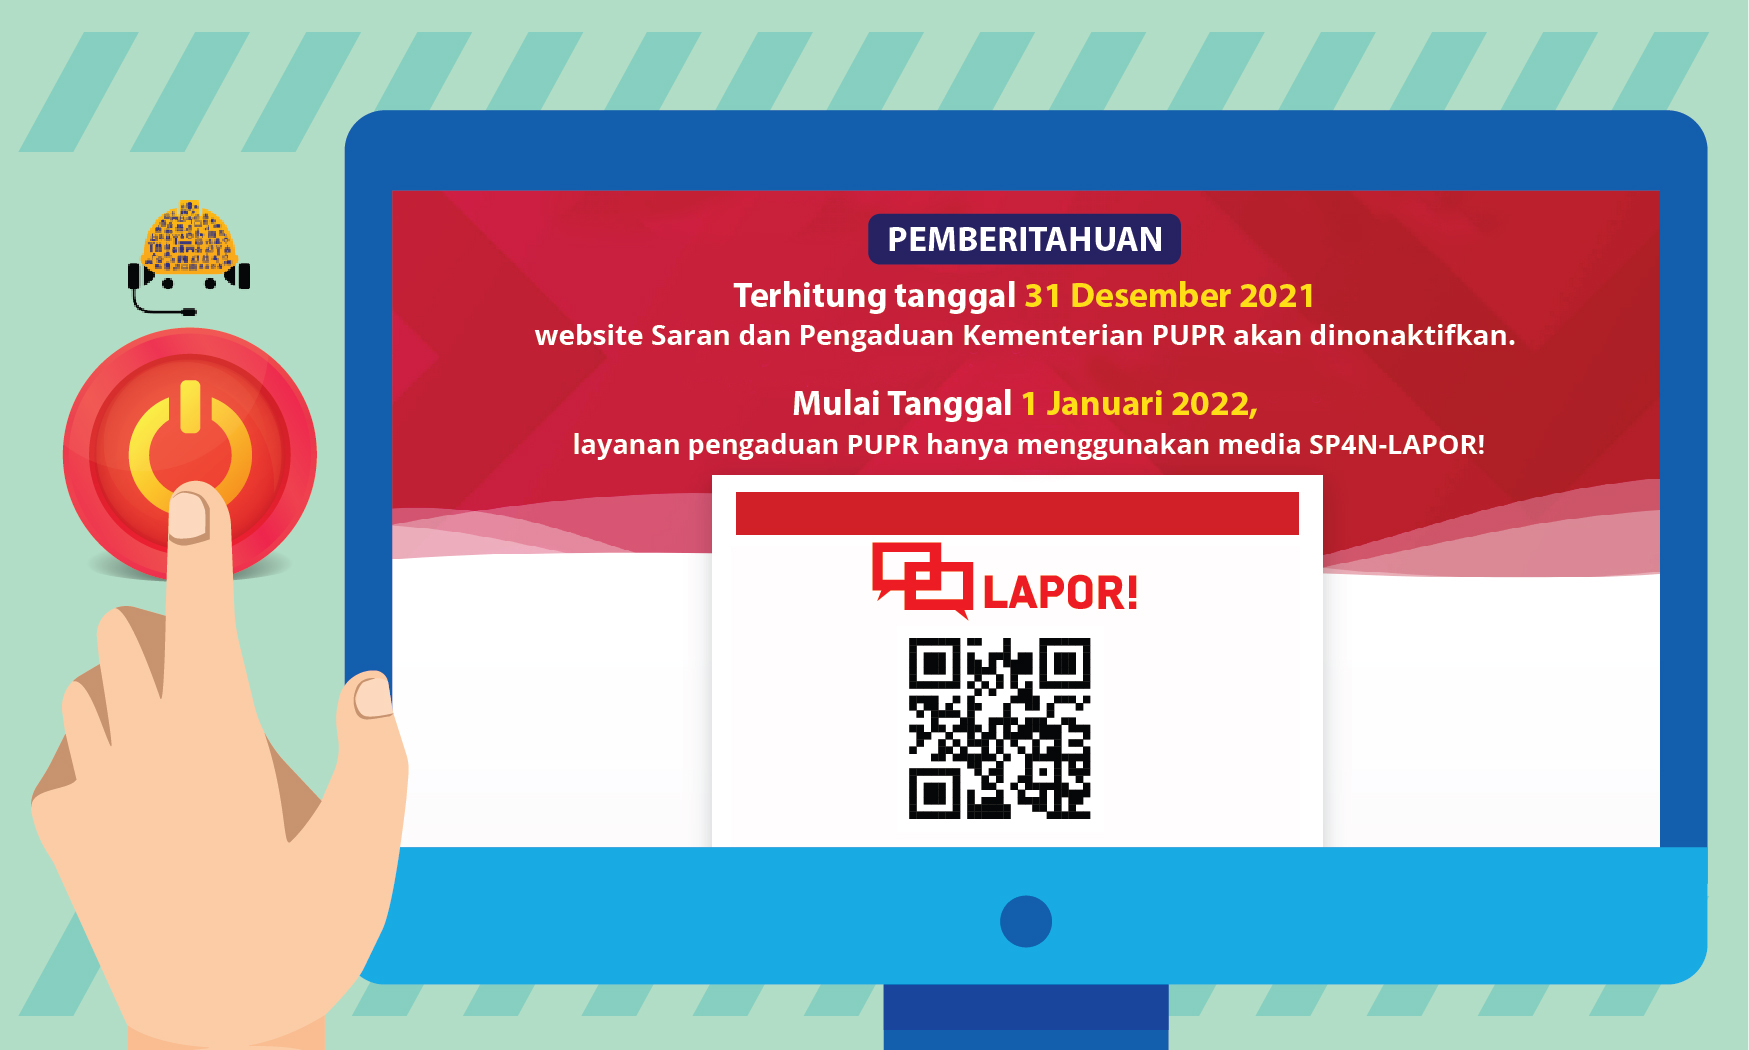 PEMBERITAHUAN
Terhitung tanggal 31 Desember 2021
website Saran dan Pengaduan Kementerian PUPR akan dinonaktifkan.
Mulai Tanggal 1 Januari 2022,
layanan pengaduan PUPR hanya menggunakan media SP4N-LAPOR!
LAPOR!